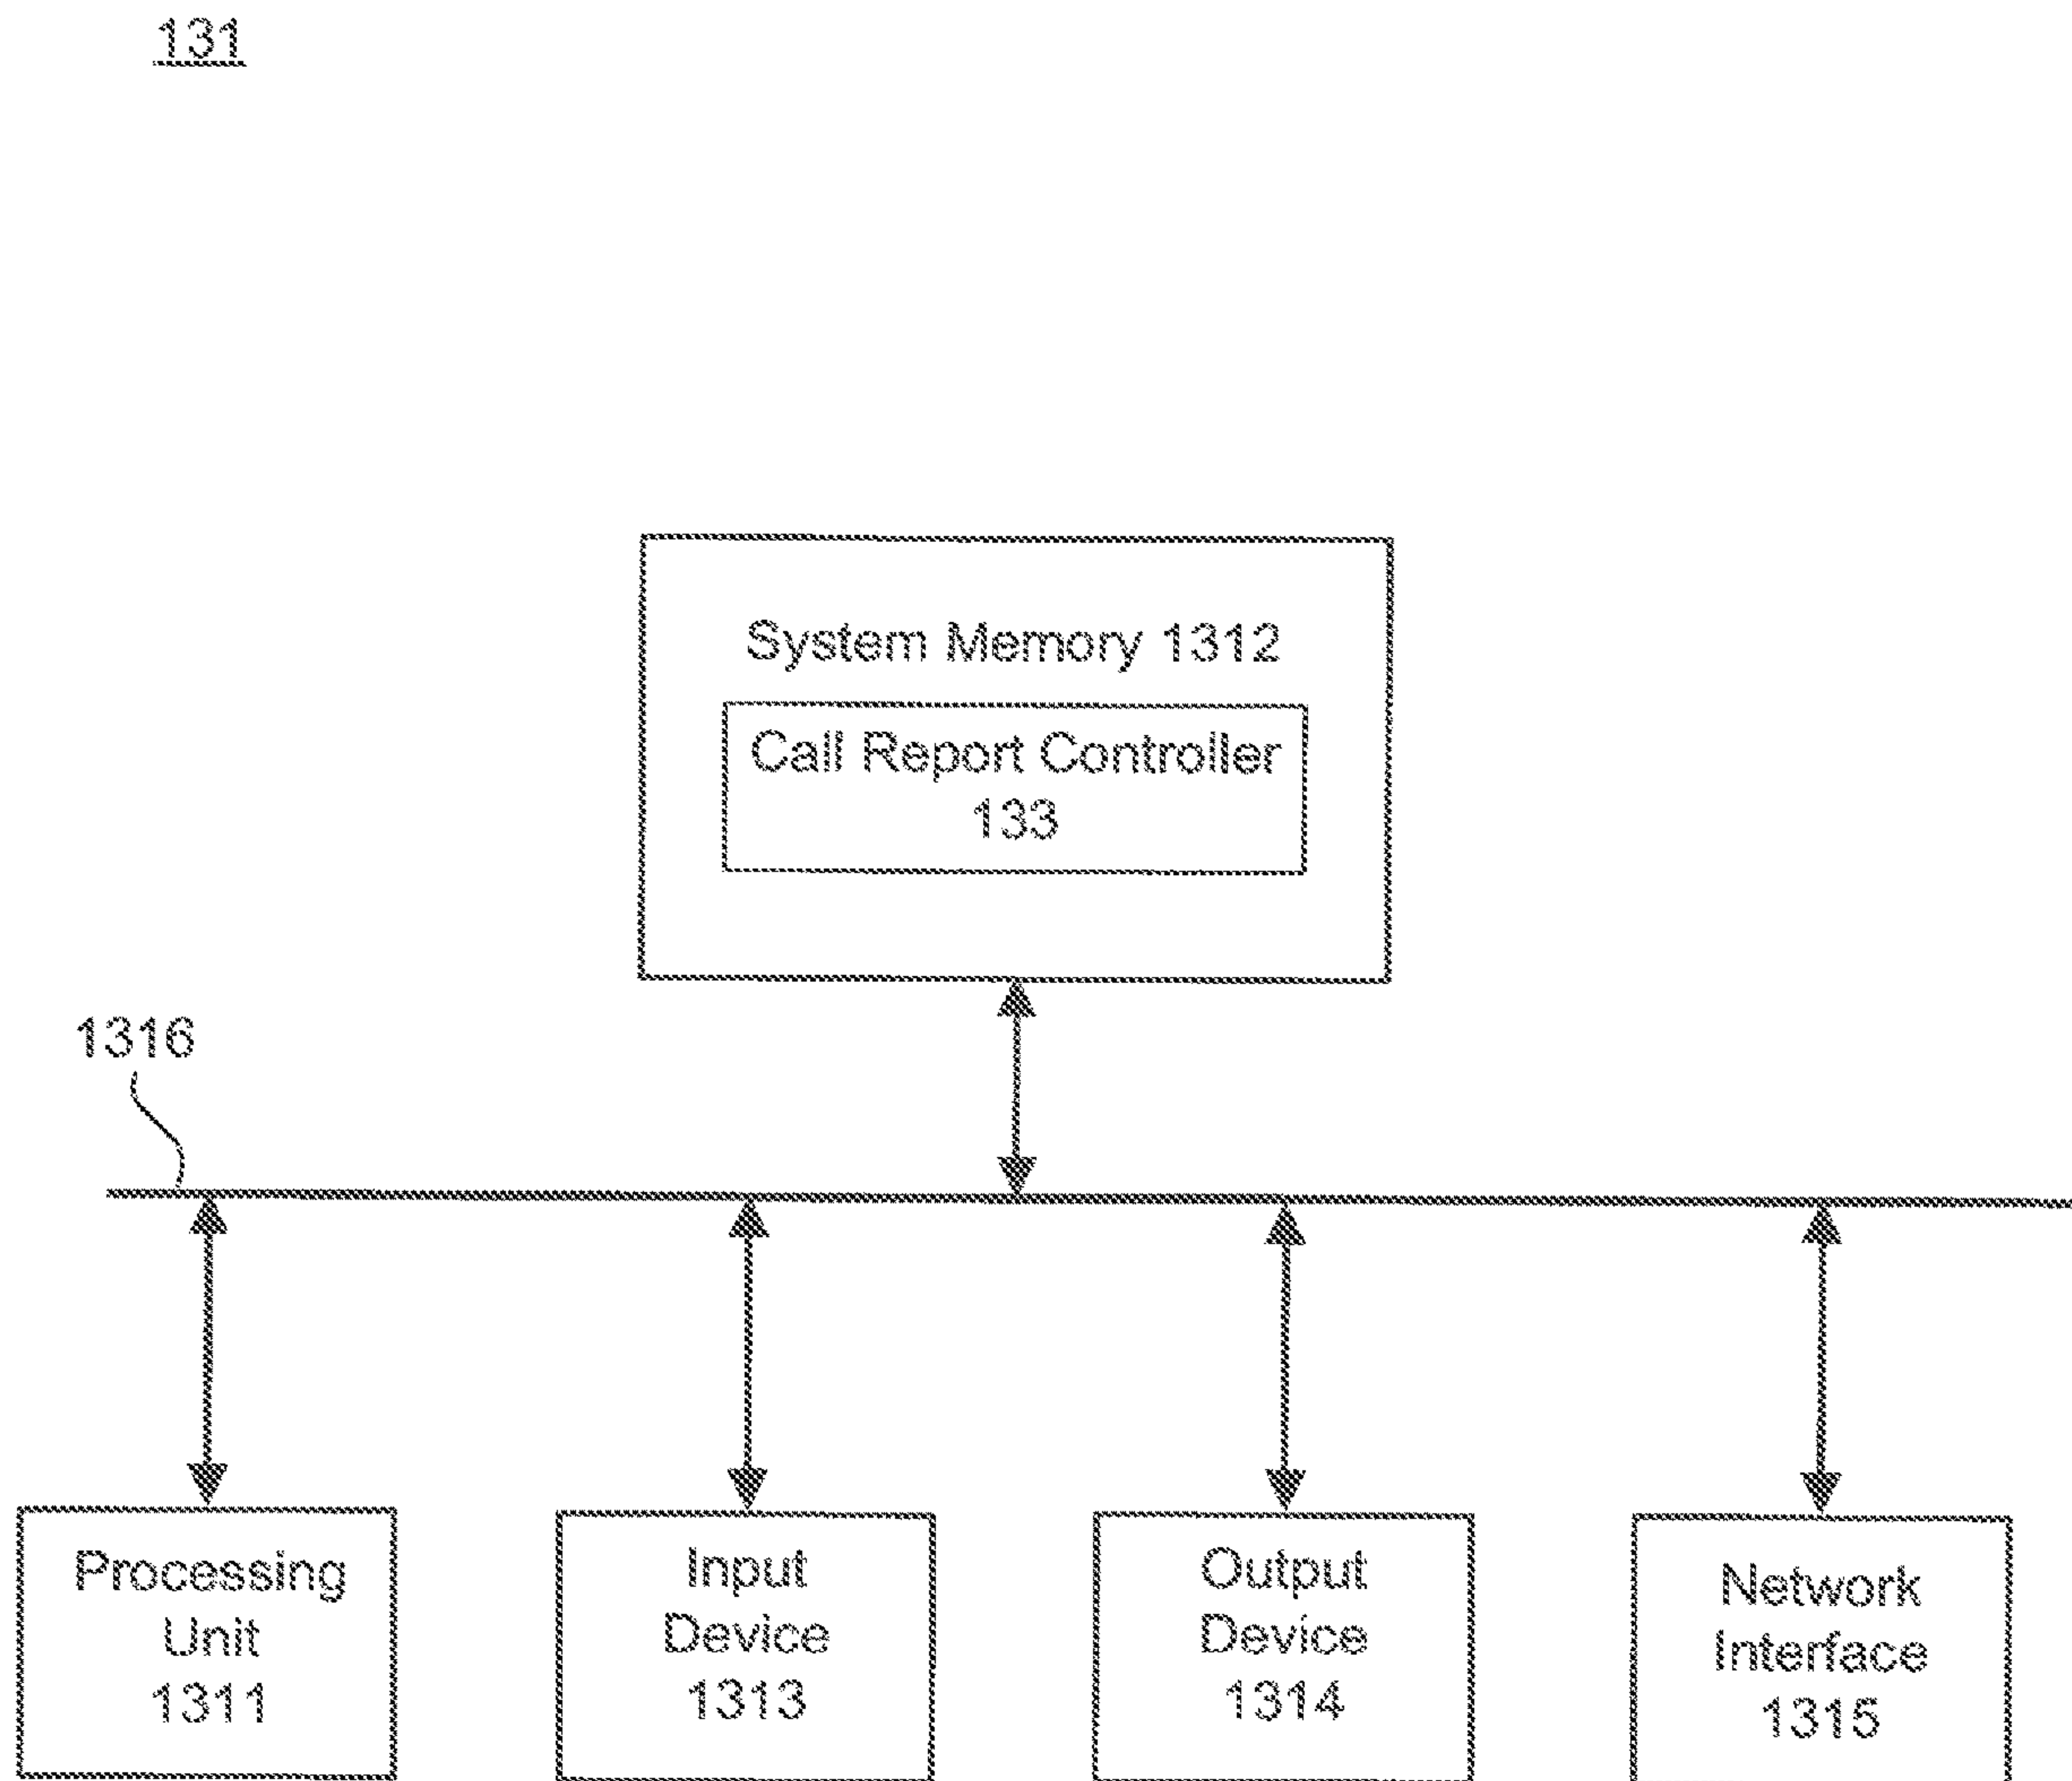 131
System Memory 1312
Call Report Controller
133
1316
Processing
Unit
1311
Input
Device
1313
Output
Device
1314
Network
Interface
1315